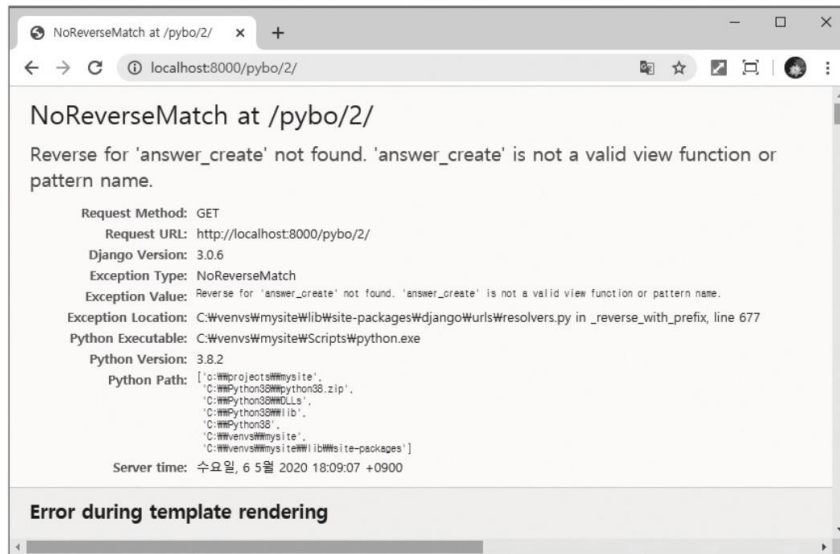 NoReverseMatch at /pybo/2/
localhost:8000/pybo/2/
NoReverseMatch at /pybo/2/
Reverse for 'answer_create' not found. 'answer_create' is not a valid view function or
pattern name.
Request Method: GET
Request URL: http://localhost:8000/pybo/2/
Django Version: 3.0.6
Exception Type: NoReverseMatch
Exception Value: Reverse for 'answer_create' not found. 'answer_create' is not a valid view function or pattern name.
Exception Location: C:₩venvs₩mysite₩lib₩site-packages₩django₩urls₩resolvers.py in _reverse_with_prefix, line 677
Python Executable: C:₩venvs₩mysite₩Scripts₩python.exe
Python Version: 3.8.2
Python Path: ['c:₩₩projects₩₩mysite',
'C:₩₩Python38₩₩python38.zip',
'C:₩₩Python38₩₩DLLs',
'C:₩₩Python38₩₩lib',
'C:₩₩Python38',
'C:₩₩venvs₩₩mysite',
'C:₩₩venvs₩₩mysite₩₩lib₩₩site-packages']
Server time: 수요일, 6 5월 2020 18:09:07 +0900
Error during template rendering